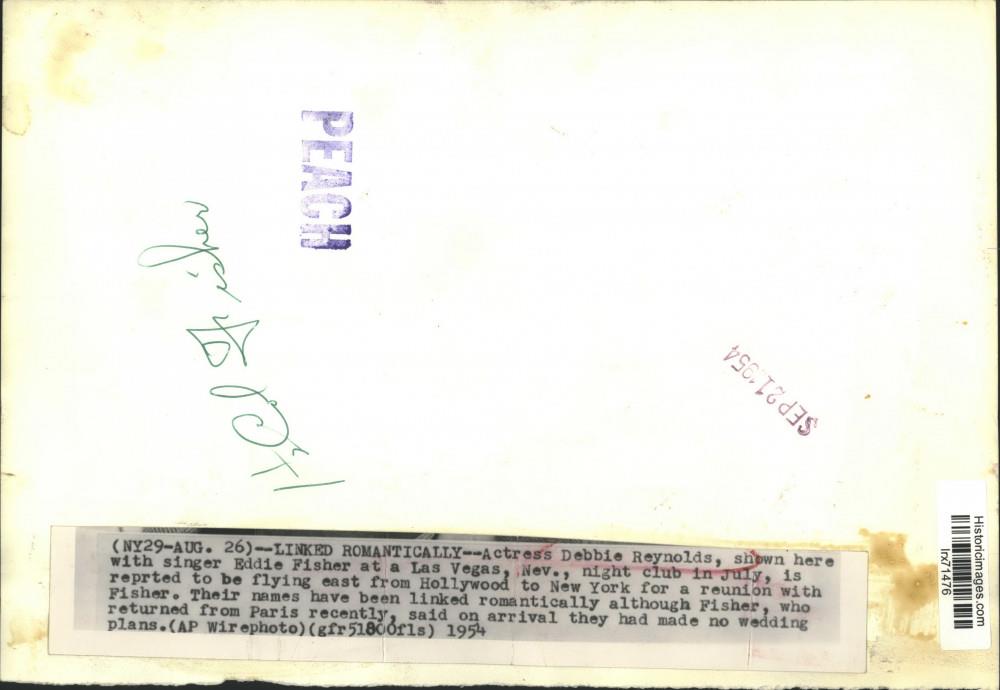 PEACH
Fisher
SEP 21 1954
Historicimages.com
lrx71476
(NY29-AUG. 26)--LINKED ROMANTICALLY--Actress Debbie Reynolds, shown here
with singer Eddie Fisher at a Las Vegas, Nev., night club in July, is
reprted to be flying east from Hollywood to New York for a reunion with
Fisher. Their names have been linked romantically although Fisher, who
returned from Paris recently, said on arrival they had made no wedding
plans.(AP Wirephoto)(gfr51800fls) 1954